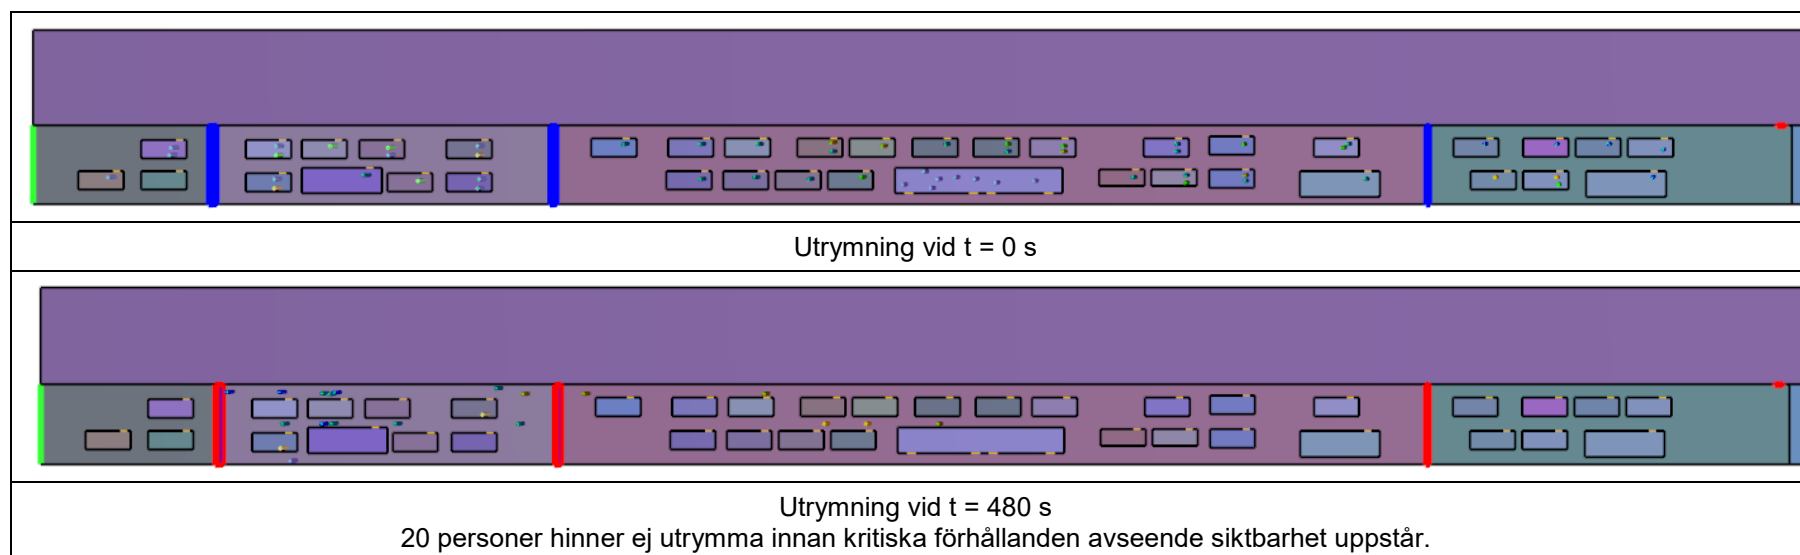 Utrymning vid t = 0 s
Utrymning vid t = 480 s
20 personer hinner ej utrymma innan kritiska förhållanden avseende siktbarhet uppstår.